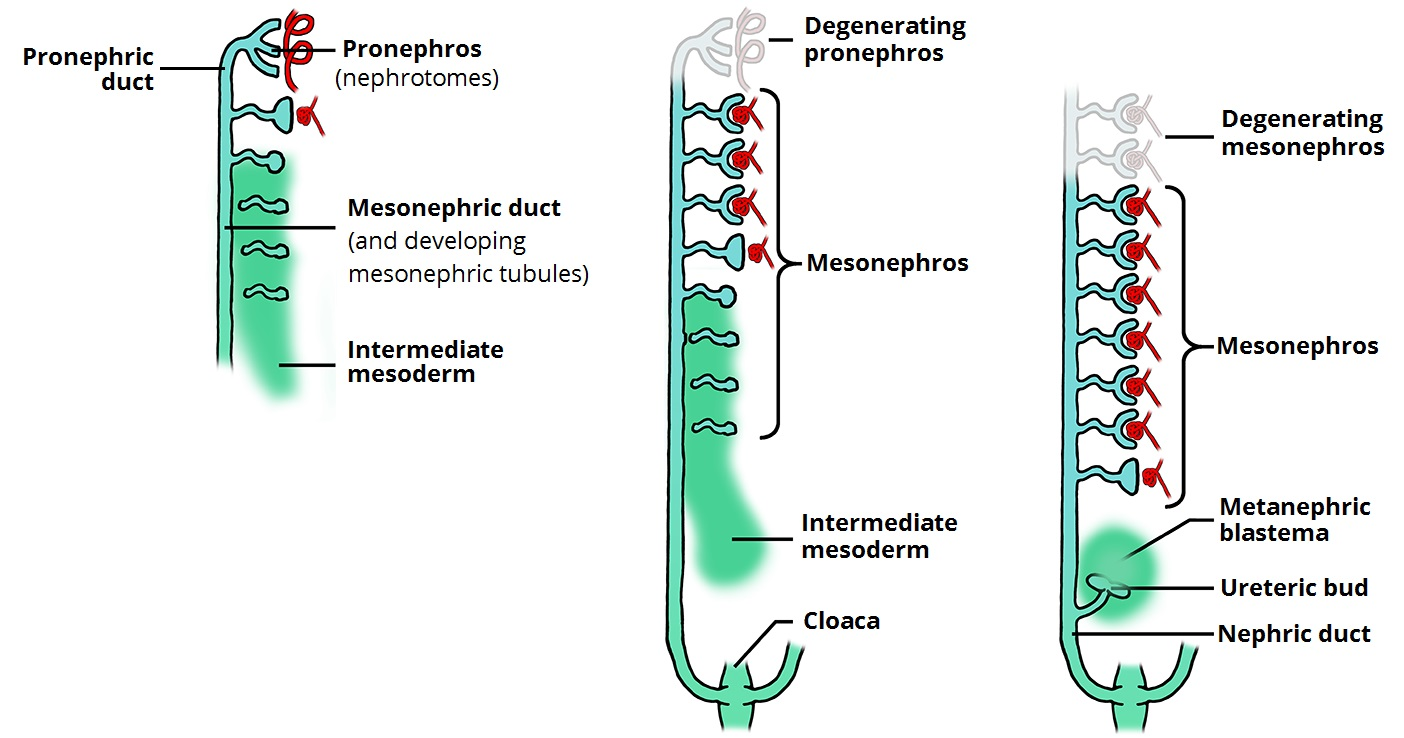 Pronephric
duct
Pronephros
(nephrotomes)
Mesonephric duct
(and developing
mesonephric tubules)
Intermediate
mesoderm
Degenerating
pronephros
Mesonephros
Intermediate
mesoderm
Cloaca
Degenerating
mesonephros
Mesonephros
Metanephric
blastema
Ureteric bud
Nephric duct